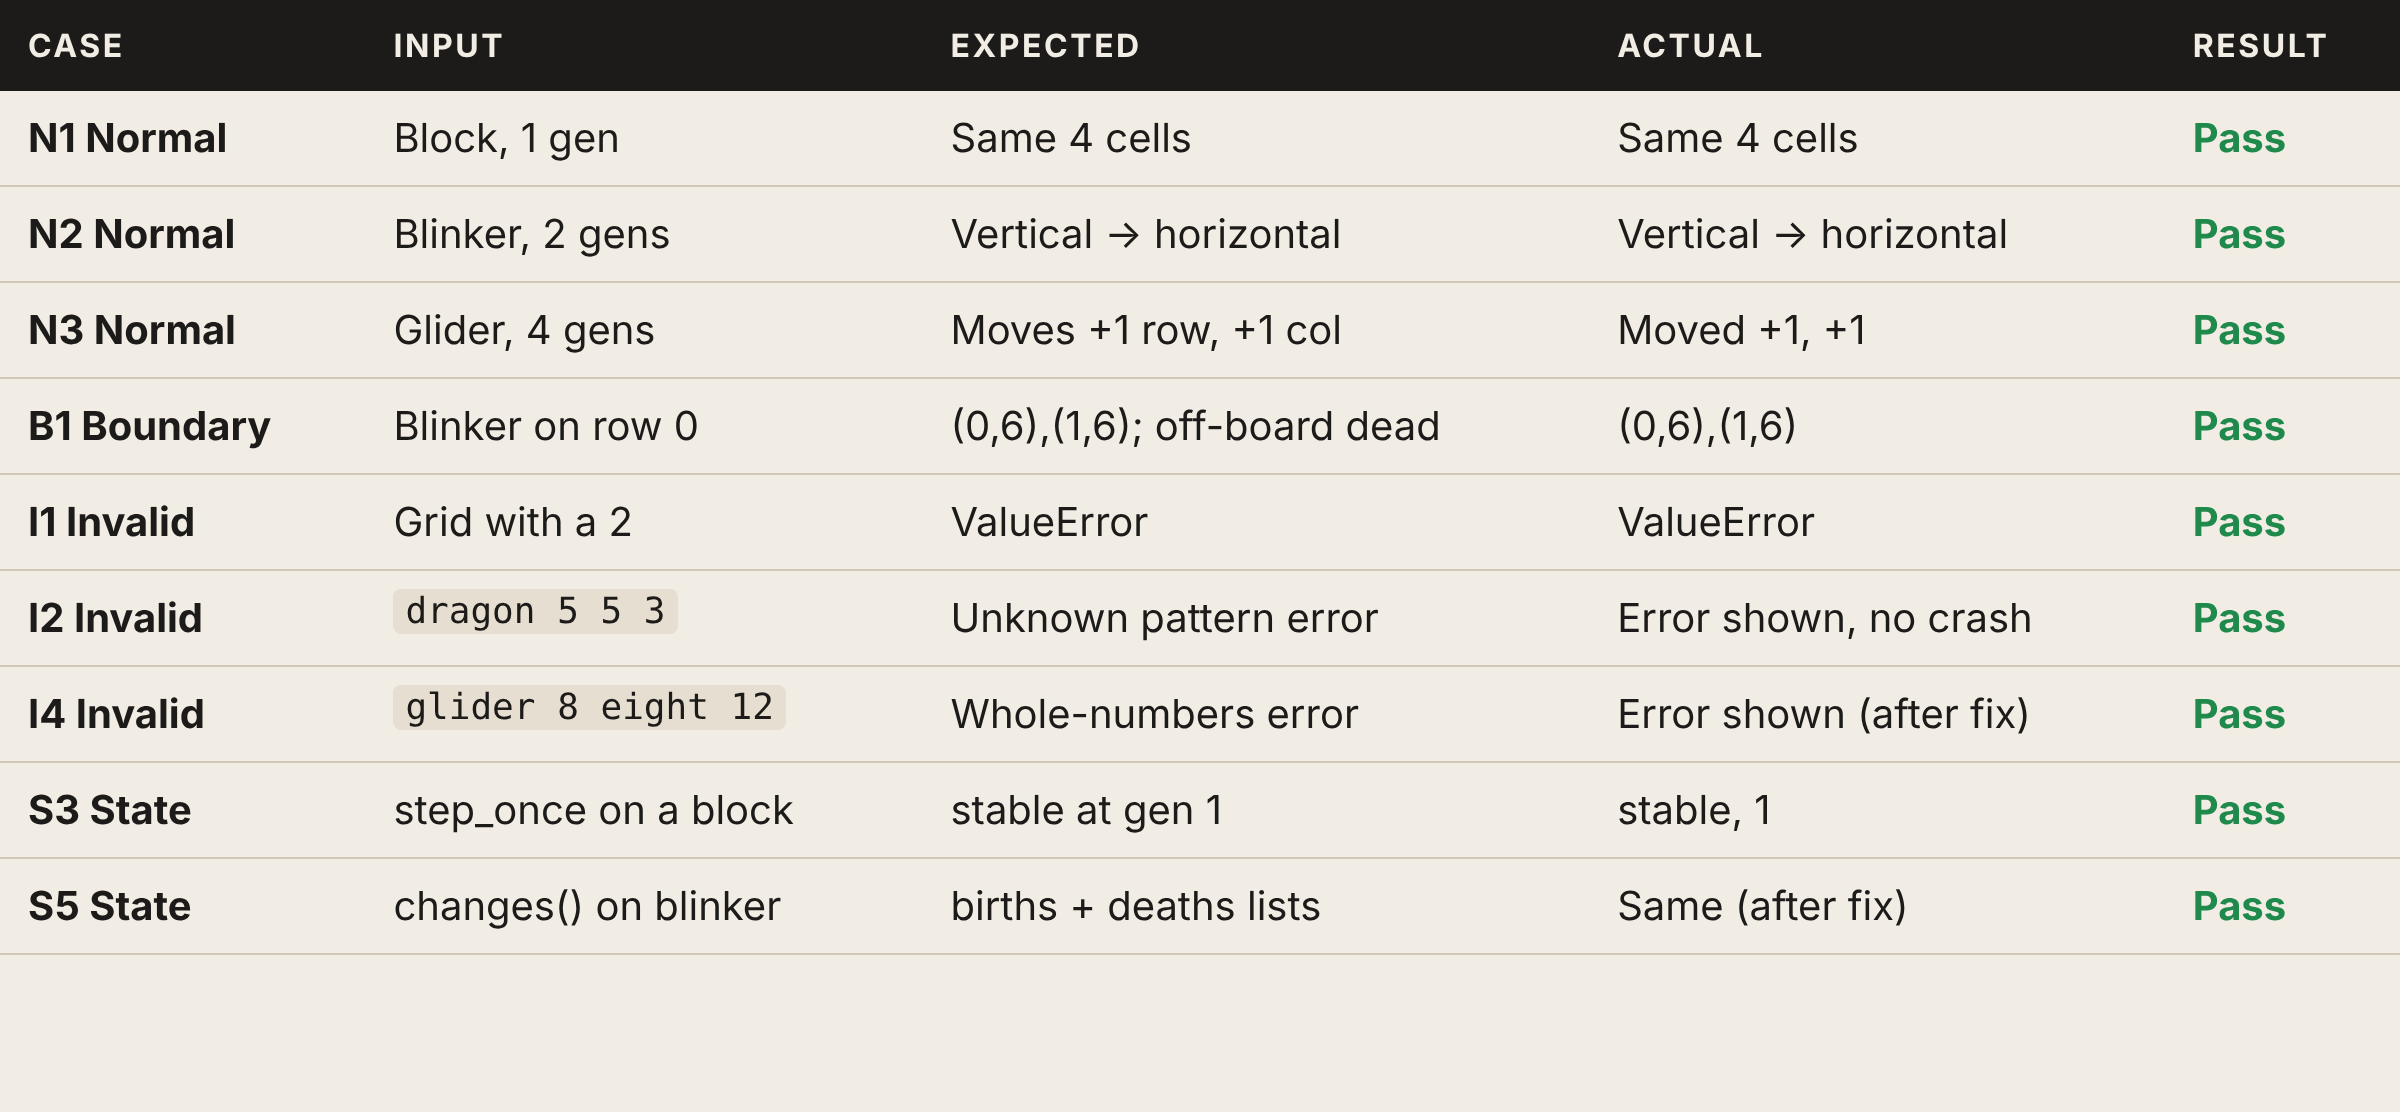 CASE INPUT EXPECTED ACTUAL RESULT
N1 Normal Block, 1 gen Same 4 cells Same 4 cells Pass
N2 Normal Blinker, 2 gens Vertical → horizontal Vertical → horizontal Pass
N3 Normal Glider, 4 gens Moves +1 row, +1 col Moved +1, +1 Pass
B1 Boundary Blinker on row 0 (0,6),(1,6); off-board dead (0,6),(1,6) Pass
I1 Invalid Grid with a 2 ValueError ValueError Pass
I2 Invalid dragon 5 5 3 Unknown pattern error Error shown, no crash Pass
I4 Invalid glider 8 eight 12 Whole-numbers error Error shown (after fix) Pass
S3 State step_once on a block stable at gen 1 stable, 1 Pass
S5 State changes() on blinker births + deaths lists Same (after fix) Pass